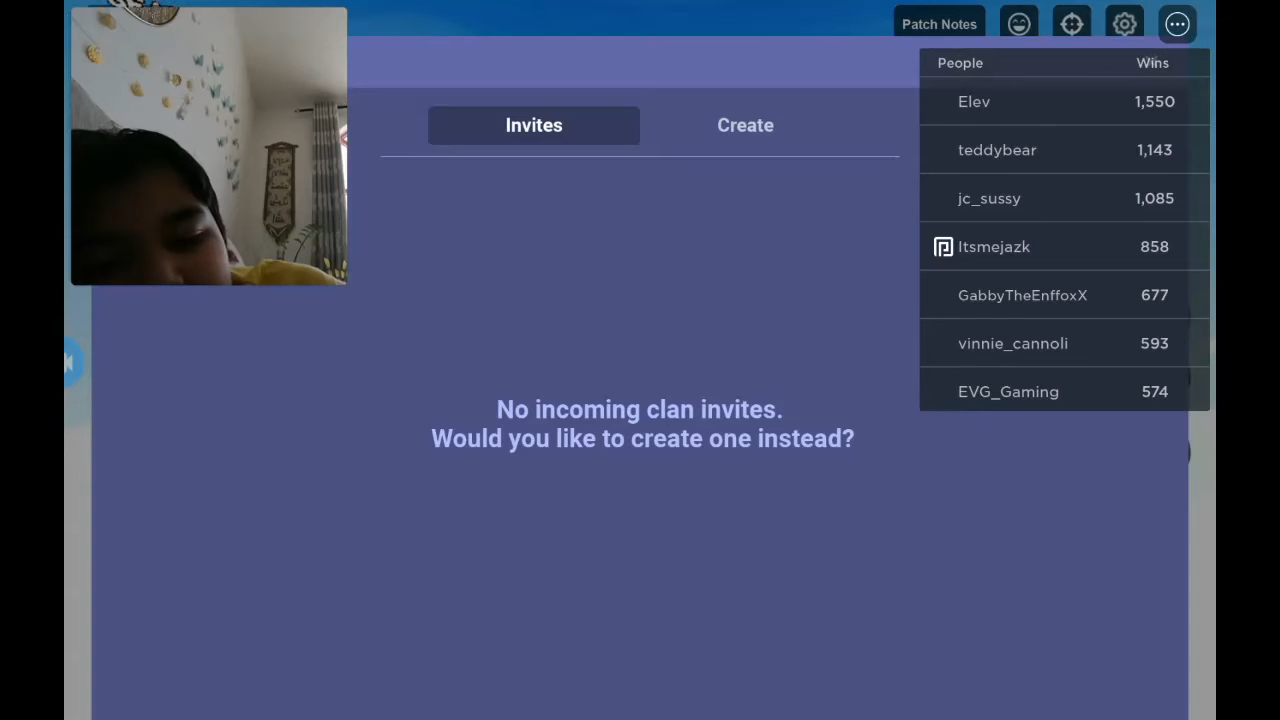 Patch Notes
People Wins
Elev 1,550
teddybear 1,143
jc_sussy 1,085
Itsmejazk 858
GabbyTheEnffoxX 677
vinnie_cannoli 593
EVG_Gaming 574
Invites Create
No incoming clan invites.
Would you like to create one instead?